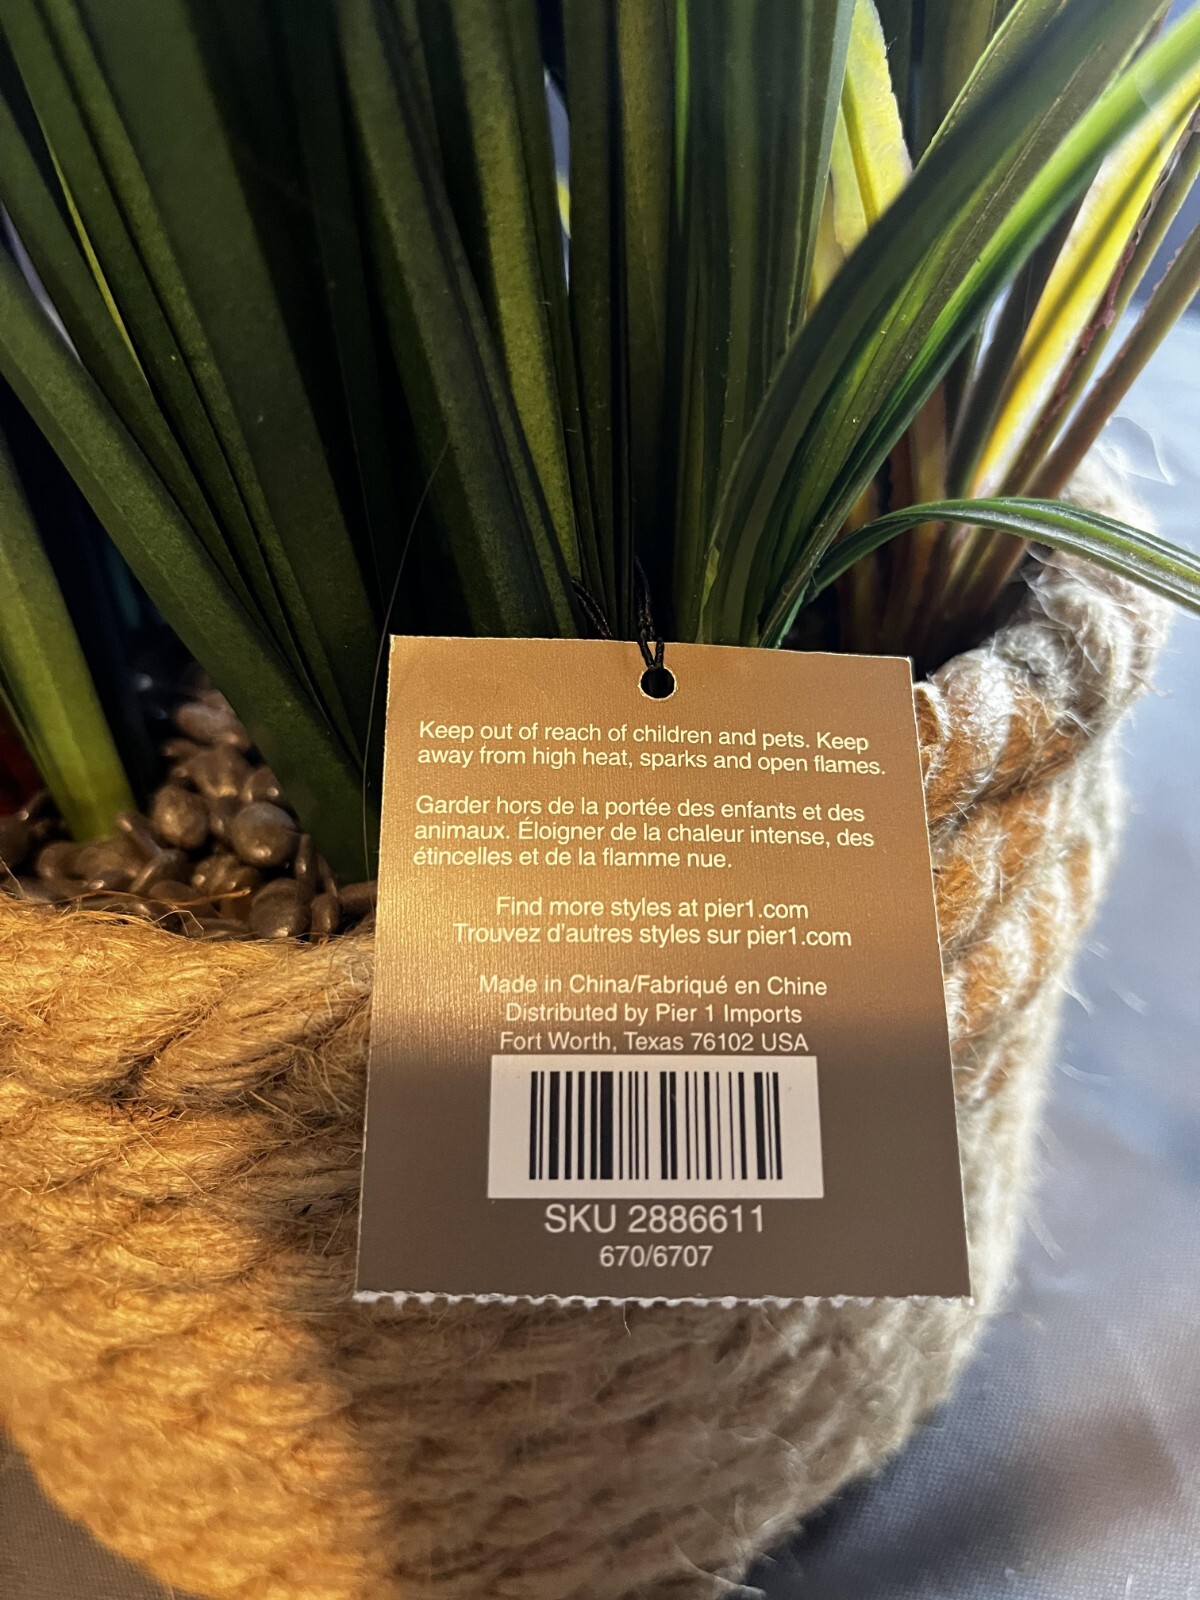 Keep out of reach of children and pets. Keep
away from high heat, sparks and open flames.
Garder hors de la portée des enfants et des
animaux. Éloigner de la chaleur intense, des
étincelles et de la flamme nue.
Find more styles at pier1.com
Trouvez d'autres styles sur pier1.com
Made in China/Fabriqué en Chine
Distributed by Pier 1 Imports
Fort Worth, Texas 76102 USA
SKU 2886611
670/6707